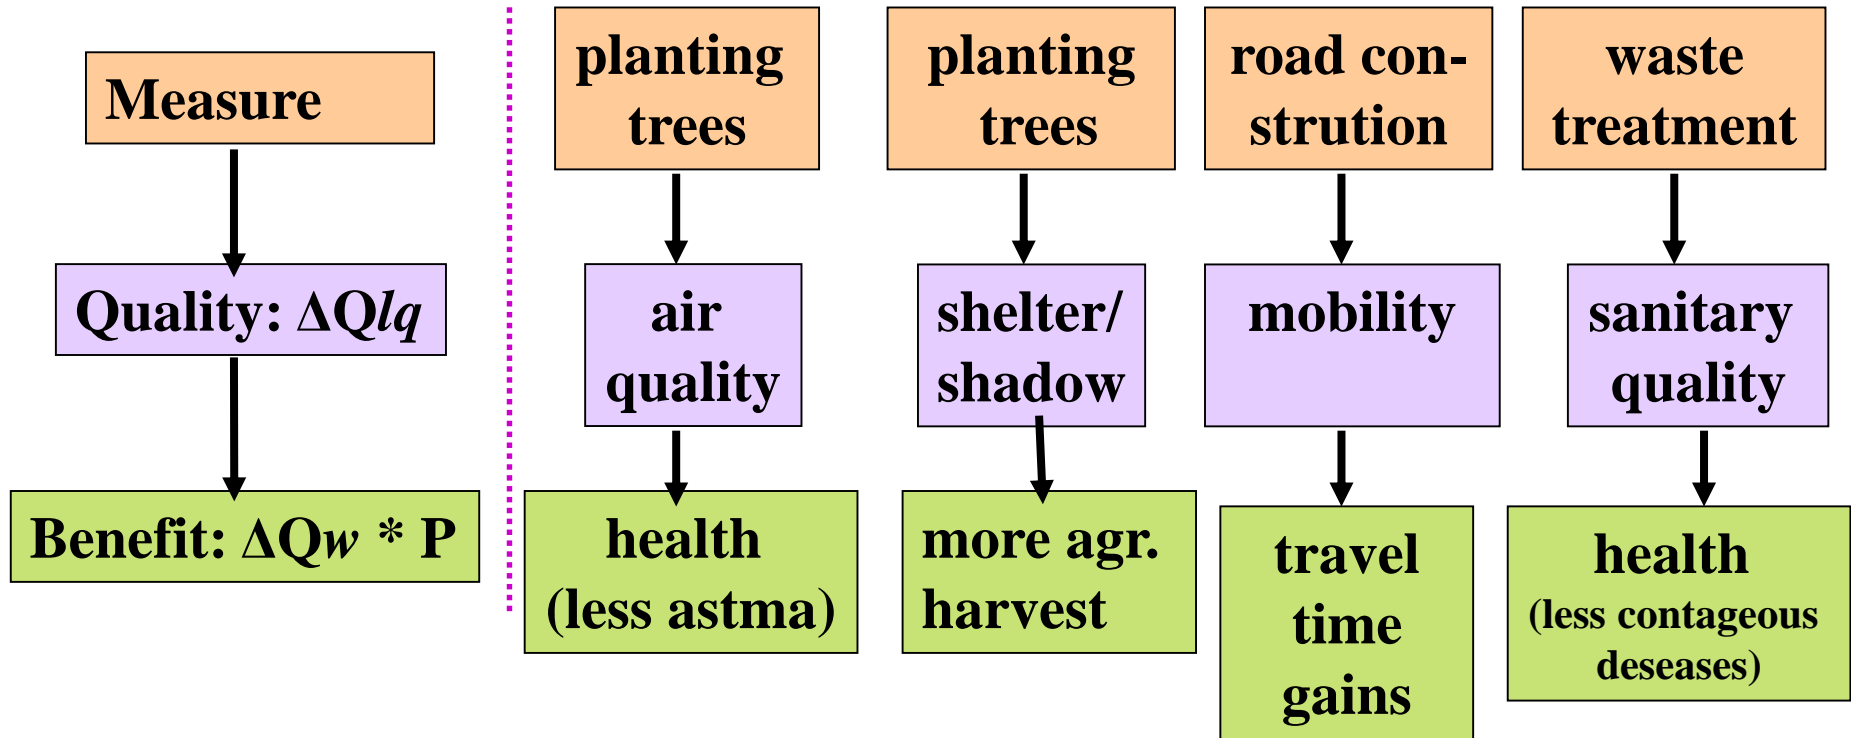 Measure
Quality: ΔQlq
Benefit: ΔQw * P
planting
trees
air
quality
health
(less astma)
planting
trees
shelter/
shadow
more agr.
harvest
road con-
strution
mobility
travel
time
gains
waste
treatment
sanitary
quality
health
(less contageous
deseases)